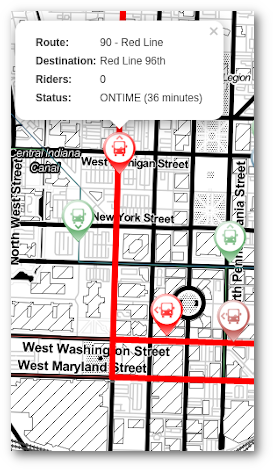 ×
Route: 90 - Red Line
Destination: Red Line 96th
Riders: 0
Status: ONTIME (36 minutes)
Legion
Central Indiana
Canal
West Michigan Street
North West Street
New York Street
Pennsylvania Street
West Washington Street
West Maryland Street